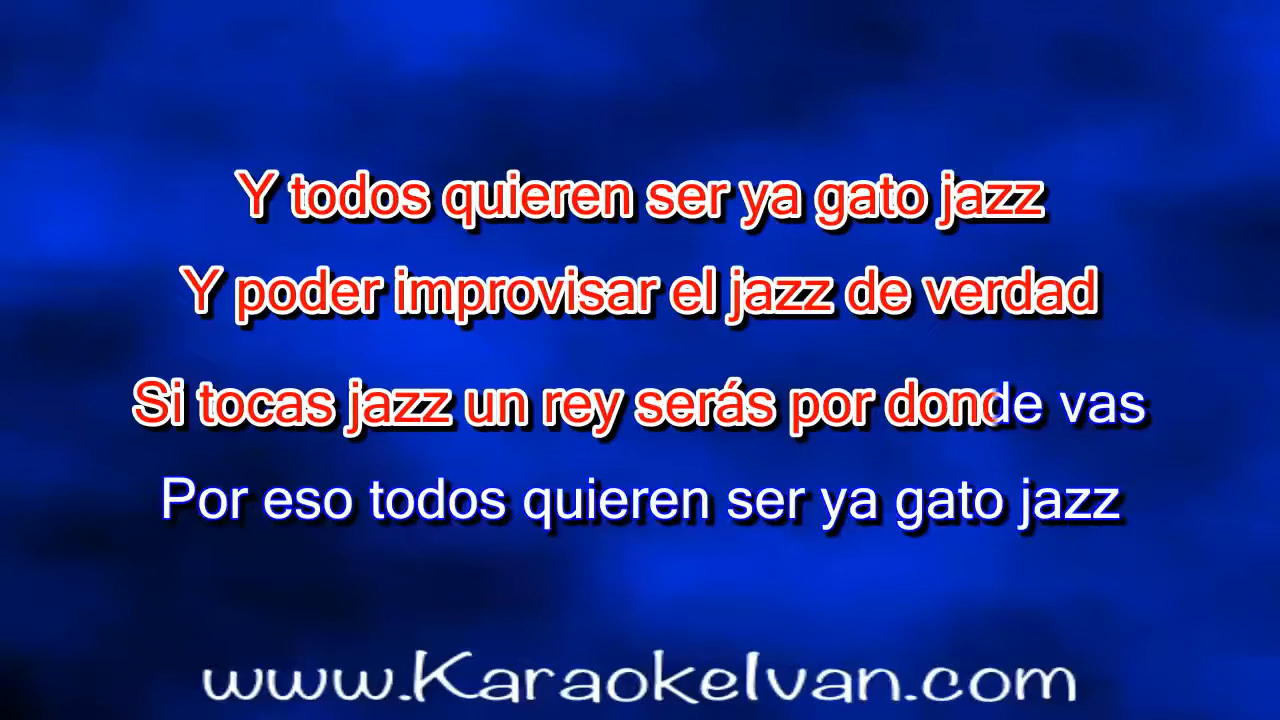 Y todos quieren ser ya gato jazz
Y poder improvisar el jazz de verdad
Si tocas jazz un rey serás por donde vas
Por eso todos quieren ser ya gato jazz
www.KaraokeIvan.com